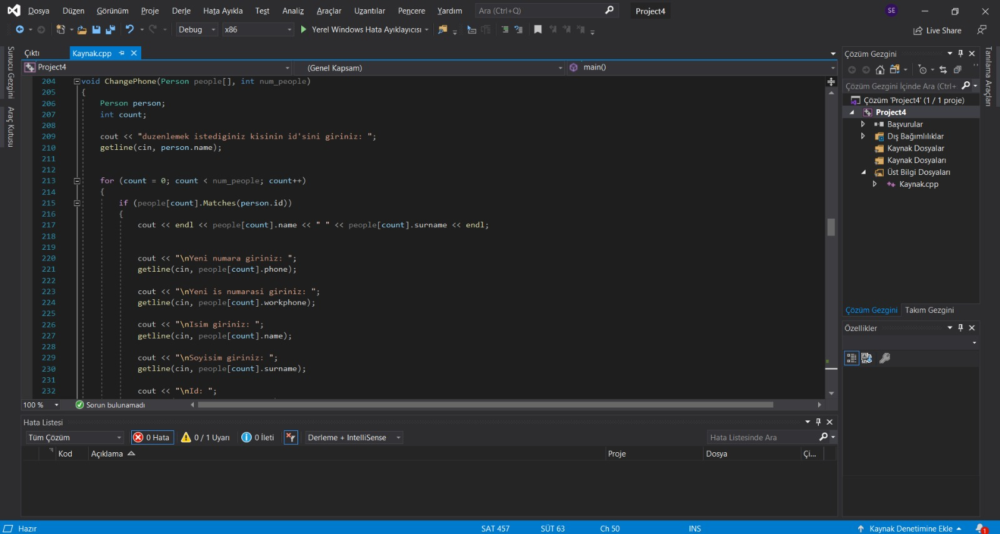 Dosya Düzen Görünüm Proje Derle Hata Ayıkla Test Analiz Araçlar Uzantılar Pencere Yardım Ara (Ctrl+Q) Project4 SE
Debug x86 Yerel Windows Hata Ayıklayıcısı Live Share
Sunucu Gezgini
Araç Kutusu
Çıktı Kaynak.cpp
Project4 (Genel Kapsam) main()
204 void ChangePhone(Person people[], int num_people)
205 {
206 Person person;
207 int count;
208
209 cout << "duzenlemek istediginiz kisinin id'sini giriniz: ";
210 getline(cin, person.name);
211
212
213 for (count = 0; count < num_people; count++)
214 {
215 if (people[count].Matches(person.id))
216 {
217 cout << endl << people[count].name << " " << people[count].surname << endl;
218
219
220 cout << "\nYeni numara giriniz: ";
221 getline(cin, people[count].phone);
222
223 cout << "\nYeni is numarasi giriniz: ";
224 getline(cin, people[count].workphone);
225
226 cout << "\nIsim giriniz: ";
227 getline(cin, people[count].name);
228
229 cout << "\nSoyisim giriniz: ";
230 getline(cin, people[count].surname);
231
232 cout << "\nId: ";
100 % Sorun bulunamadı
Hata Listesi
Tüm Çözüm 0 Hata 0 / 1 Uyarı 0 İleti Derleme + IntelliSense Hata Listesinde Ara
Kod Açıklama Proje Dosya Çi...
Çözüm Gezgini
Çözüm Gezgini İçinde Ara (Ctrl+
Çözüm 'Project4' (1 / 1 proje)
Project4
Başvurular
Dış Bağımlılıklar
Kaynak Dosyalar
Kaynak Dosyaları
Üst Bilgi Dosyaları
Kaynak.cpp
Çözüm Gezgini Takım Gezgini
Özellikler
Tanılama Araçları
Hazır SAT 457 SÜT 63 Ch 50 INS Kaynak Denetimine Ekle 1